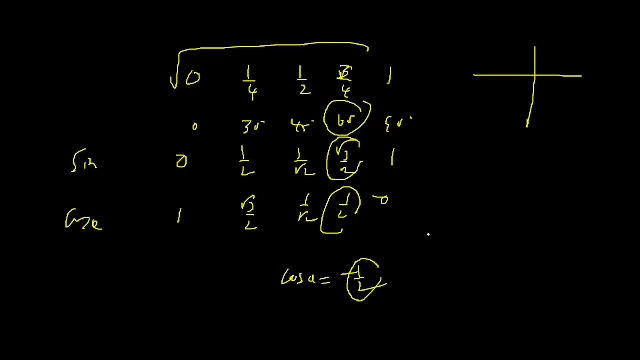 √0 1/4 1/2 √3/4 1
0 30 45 60 90
Sin 0 1/2 1/√2 √3/2 1
Cos 1 √3/2 1/√2 1/2 0
Cos a = -1/2